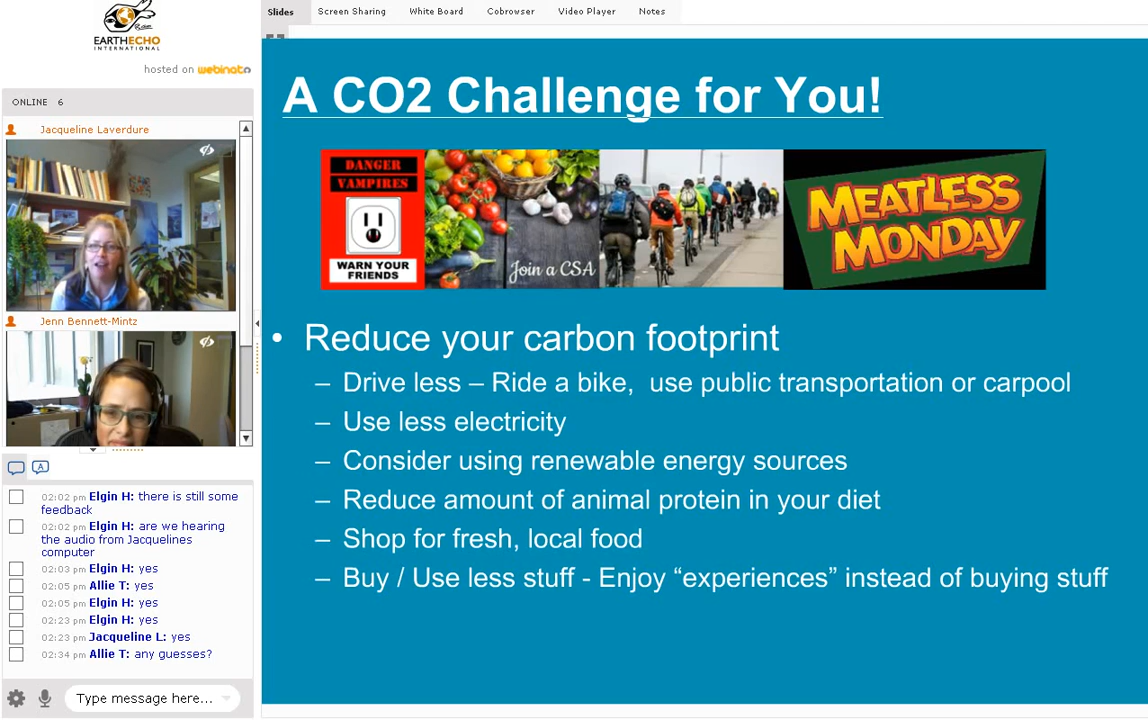 EARTHECHO
INTERNATIONAL
hosted on webinato
ONLINE 6
Jacqueline Laverdure
Jenn Bennett-Mintz
02:02 pm Elgin H: there is still some
feedback
02:02 pm Elgin H: are we hearing
the audio from Jacquelines
computer
02:03 pm Elgin H: yes
02:05 pm Allie T: yes
02:05 pm Elgin H: yes
02:23 pm Elgin H: yes
02:23 pm Jacqueline L: yes
02:34 pm Allie T: any guesses?
Type message here...
Slides Screen Sharing White Board Cobrowser Video Player Notes
A CO2 Challenge for You!
DANGER
VAMPIRES
WARN YOUR
FRIENDS
Join a CSA
MEATLESS
MONDAY
• Reduce your carbon footprint
– Drive less – Ride a bike, use public transportation or carpool
– Use less electricity
– Consider using renewable energy sources
– Reduce amount of animal protein in your diet
– Shop for fresh, local food
– Buy / Use less stuff - Enjoy “experiences” instead of buying stuff